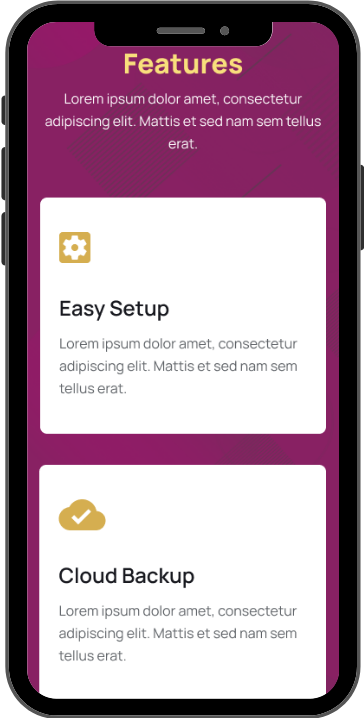 Features
Lorem ipsum dolor amet, consectetur
adipiscing elit. Mattis et sed nam sem tellus
erat.
Easy Setup
Lorem ipsum dolor amet, consectetur
adipiscing elit. Mattis et sed nam sem
tellus erat.
Cloud Backup
Lorem ipsum dolor amet, consectetur
adipiscing elit. Mattis et sed nam sem
tellus erat.